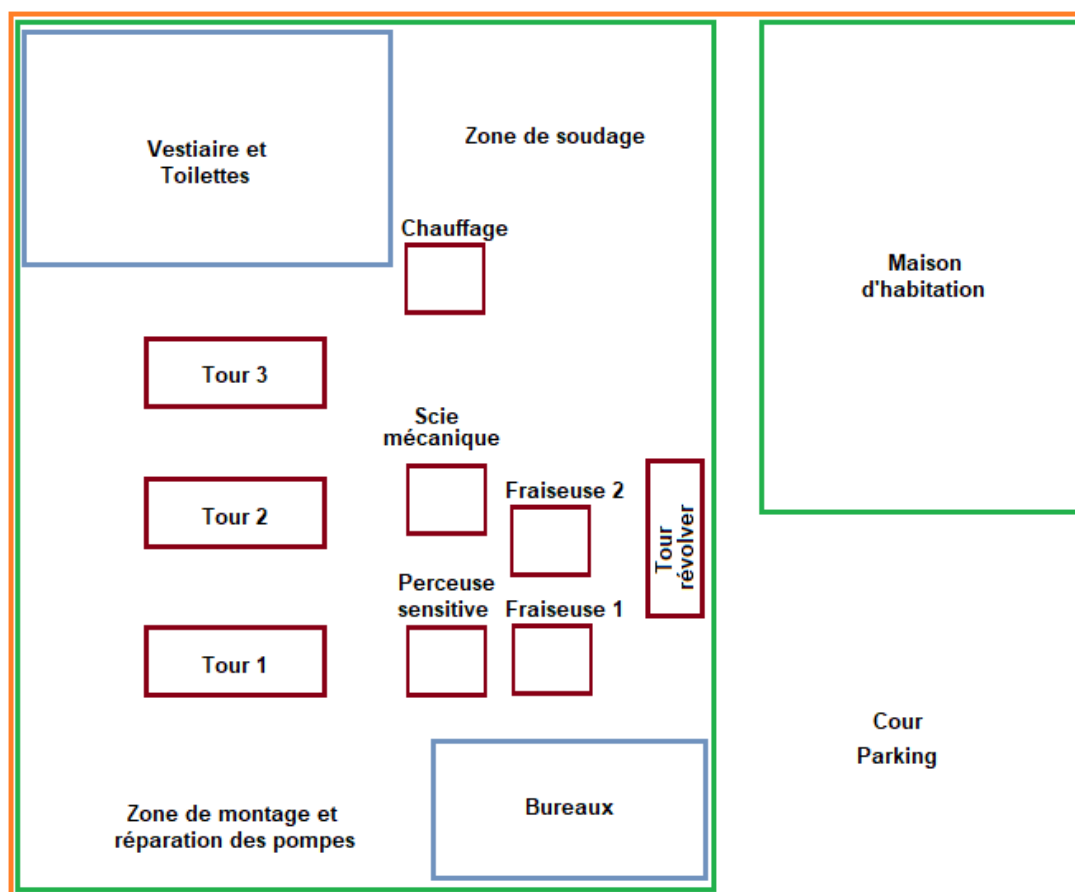 Vestiaire et
Toilettes
Zone de soudage
Chauffage
Maison
d'habitation
Tour 3
Scie
mécanique
Tour 2
Fraiseuse 2
Tour
révolver
Perceuse
sensitive
Fraiseuse 1
Tour 1
Cour
Parking
Zone de montage et
réparation des pompes
Bureaux